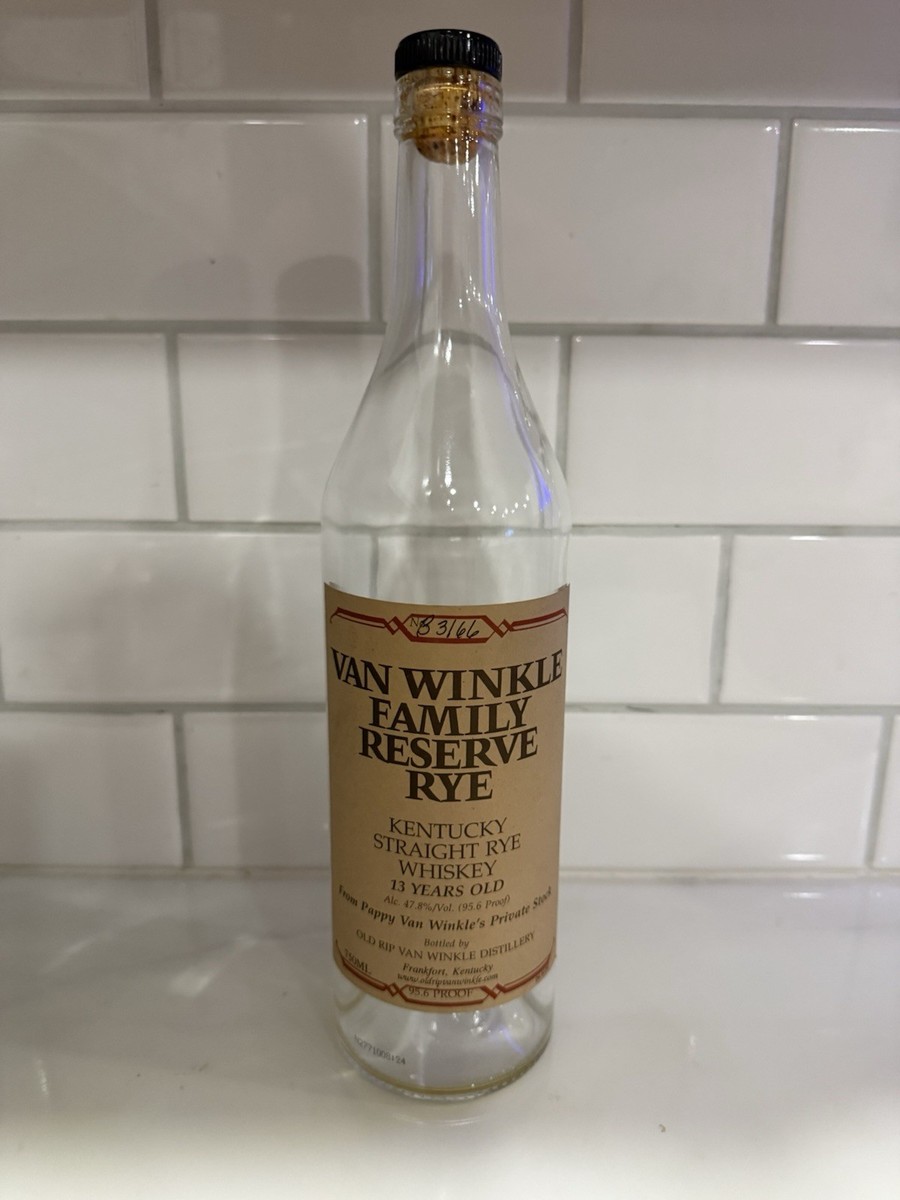 No B3166
VAN WINKLE
FAMILY
RESERVE
RYE
KENTUCKY
STRAIGHT RYE
WHISKEY
13 YEARS OLD
Alc. 47.8%/Vol. (95.6 Proof)
From Pappy Van Winkle's Private Stock
Bottled by
OLD RIP VAN WINKLE DISTILLERY
750ML
Frankfort, Kentucky
www.oldripvanwinkle.com
95.6 PROOF